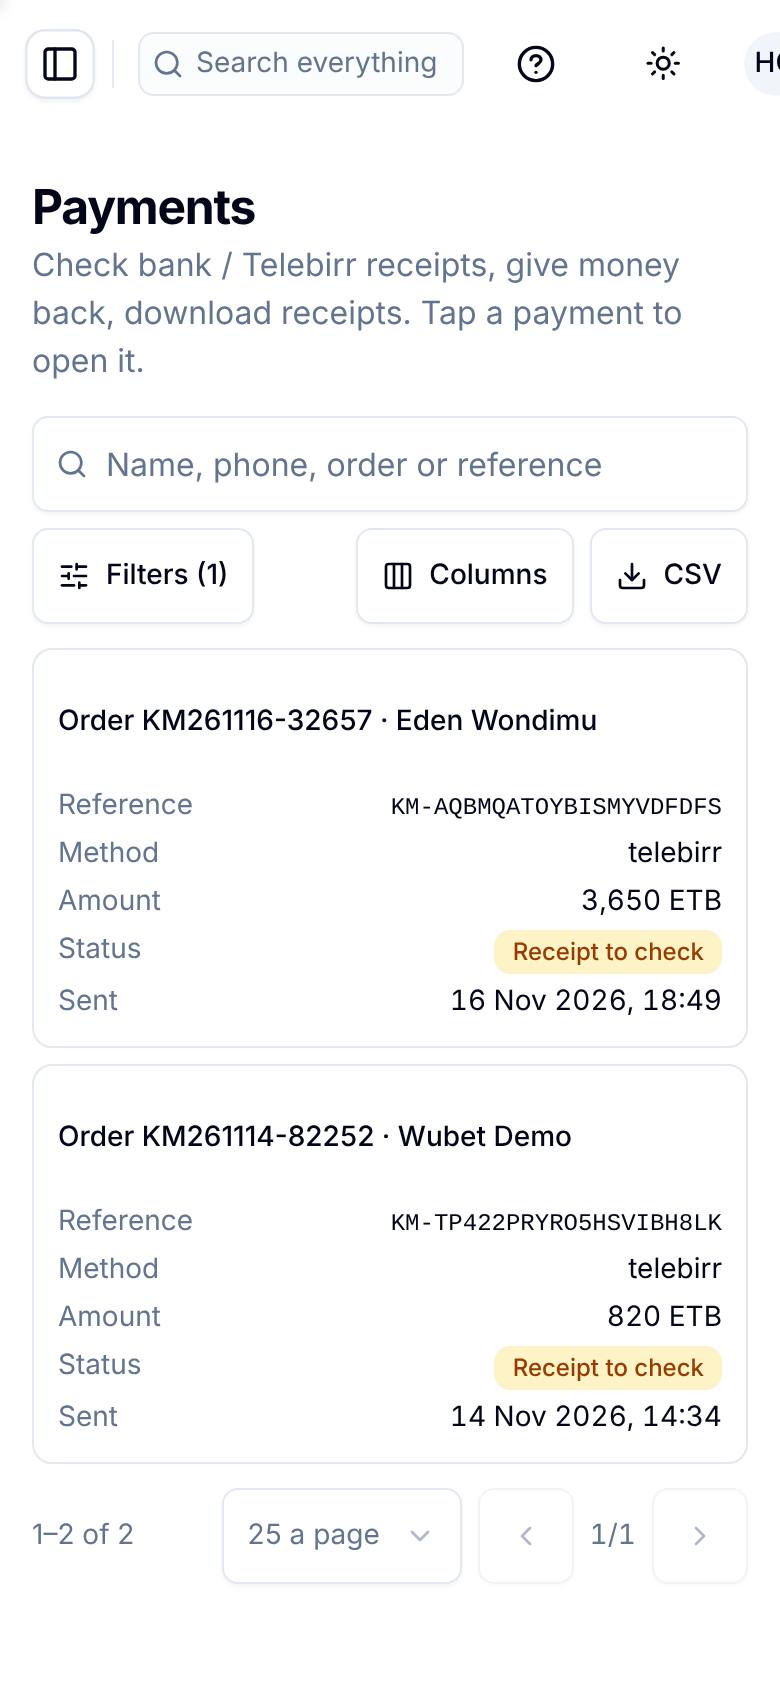 Search everything
Payments
Check bank / Telebirr receipts, give money
back, download receipts. Tap a payment to
open it.
Name, phone, order or reference
Filters (1)
Columns
CSV
Order KM261116-32657 · Eden Wondimu
Reference KM-AQBMQATOYBISMYVDFDFS
Method telebirr
Amount 3,650 ETB
Status Receipt to check
Sent 16 Nov 2026, 18:49
Order KM261114-82252 · Wubet Demo
Reference KM-TP422PRYRO5HSVIBH8LK
Method telebirr
Amount 820 ETB
Status Receipt to check
Sent 14 Nov 2026, 14:34
1–2 of 2 25 a page 1/1